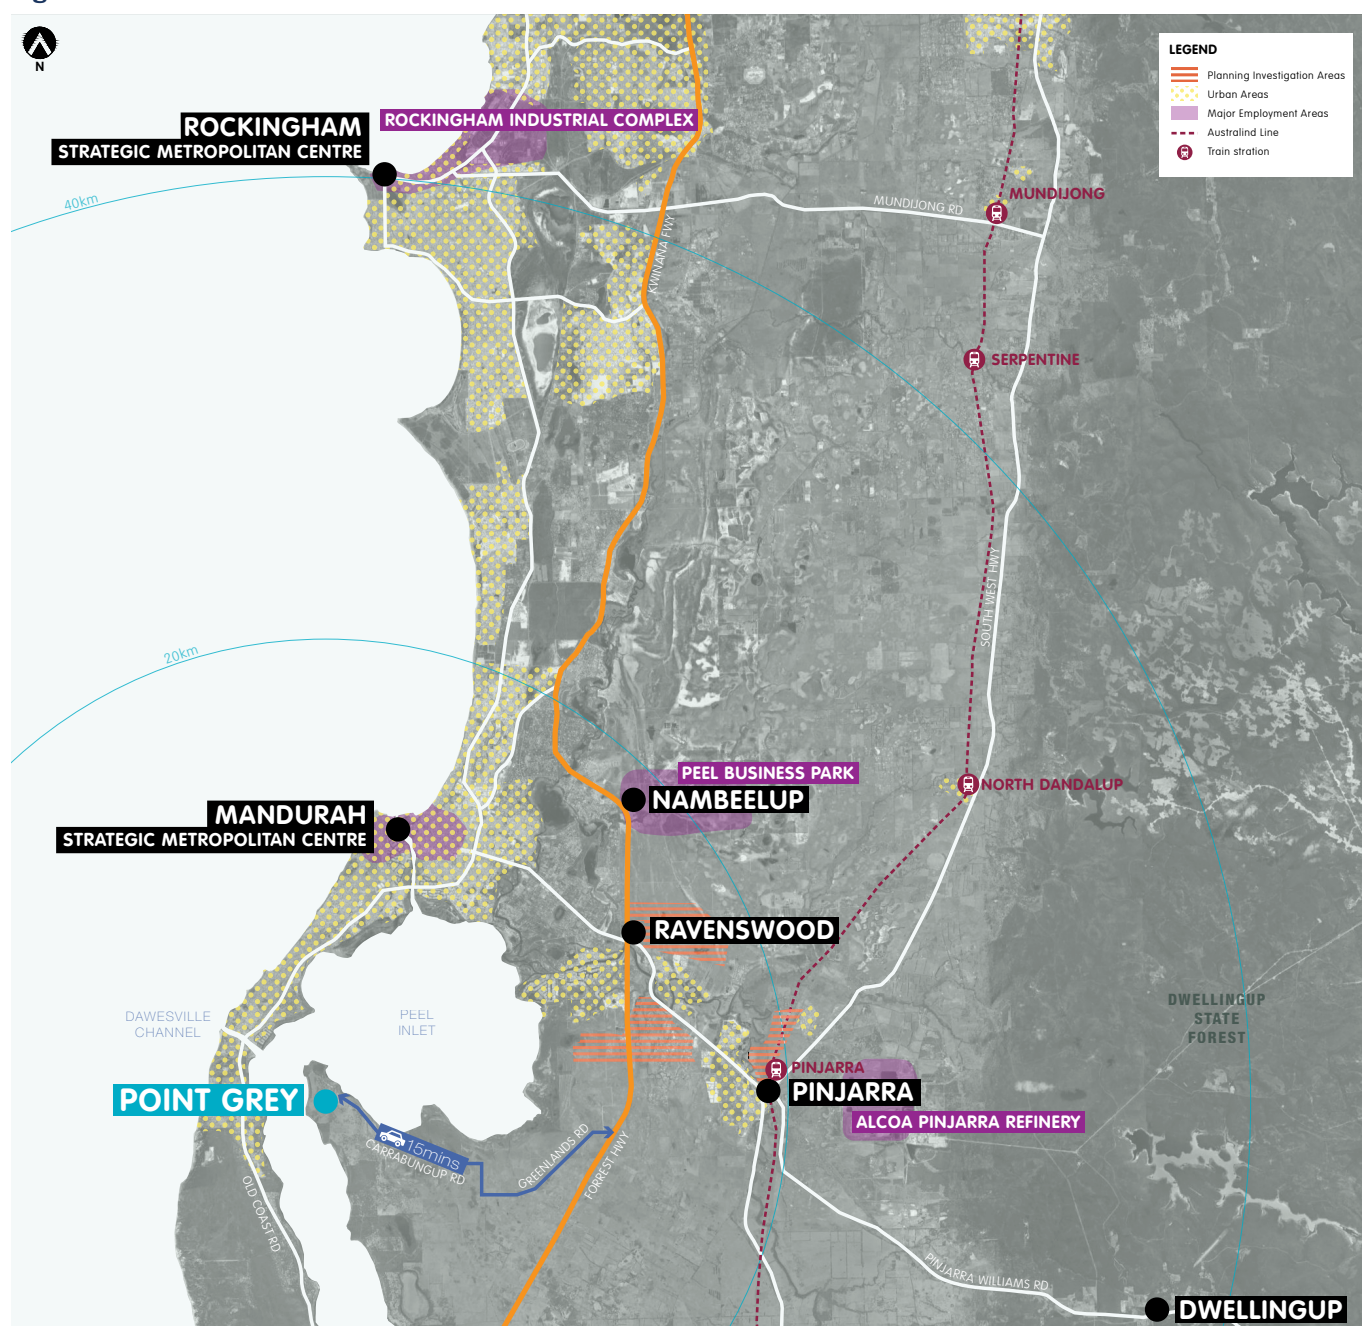 N
LEGEND
Planning Investigation Areas
Urban Areas
Major Employment Areas
Australind Line
Train stration
ROCKINGHAM
STRATEGIC METROPOLITAN CENTRE
ROCKINGHAM INDUSTRIAL COMPLEX
40km
MUNDIJONG
MUNDIJONG RD
KWINANA FWY
SERPENTINE
SOUTH WEST HWY
20km
PEEL BUSINESS PARK
NAMBEELUP
NORTH DANDALUP
MANDURAH
STRATEGIC METROPOLITAN CENTRE
RAVENSWOOD
DAWESVILLE
CHANNEL
PEEL
INLET
DWELLINGUP
STATE
FOREST
PINJARRA
PINJARRA
POINT GREY
ALCOA PINJARRA REFINERY
15mins
CARRABUNGUP RD
GREENLANDS RD
FORREST HWY
OLD COAST RD
PINJARRA WILLIAMS RD
DWELLINGUP